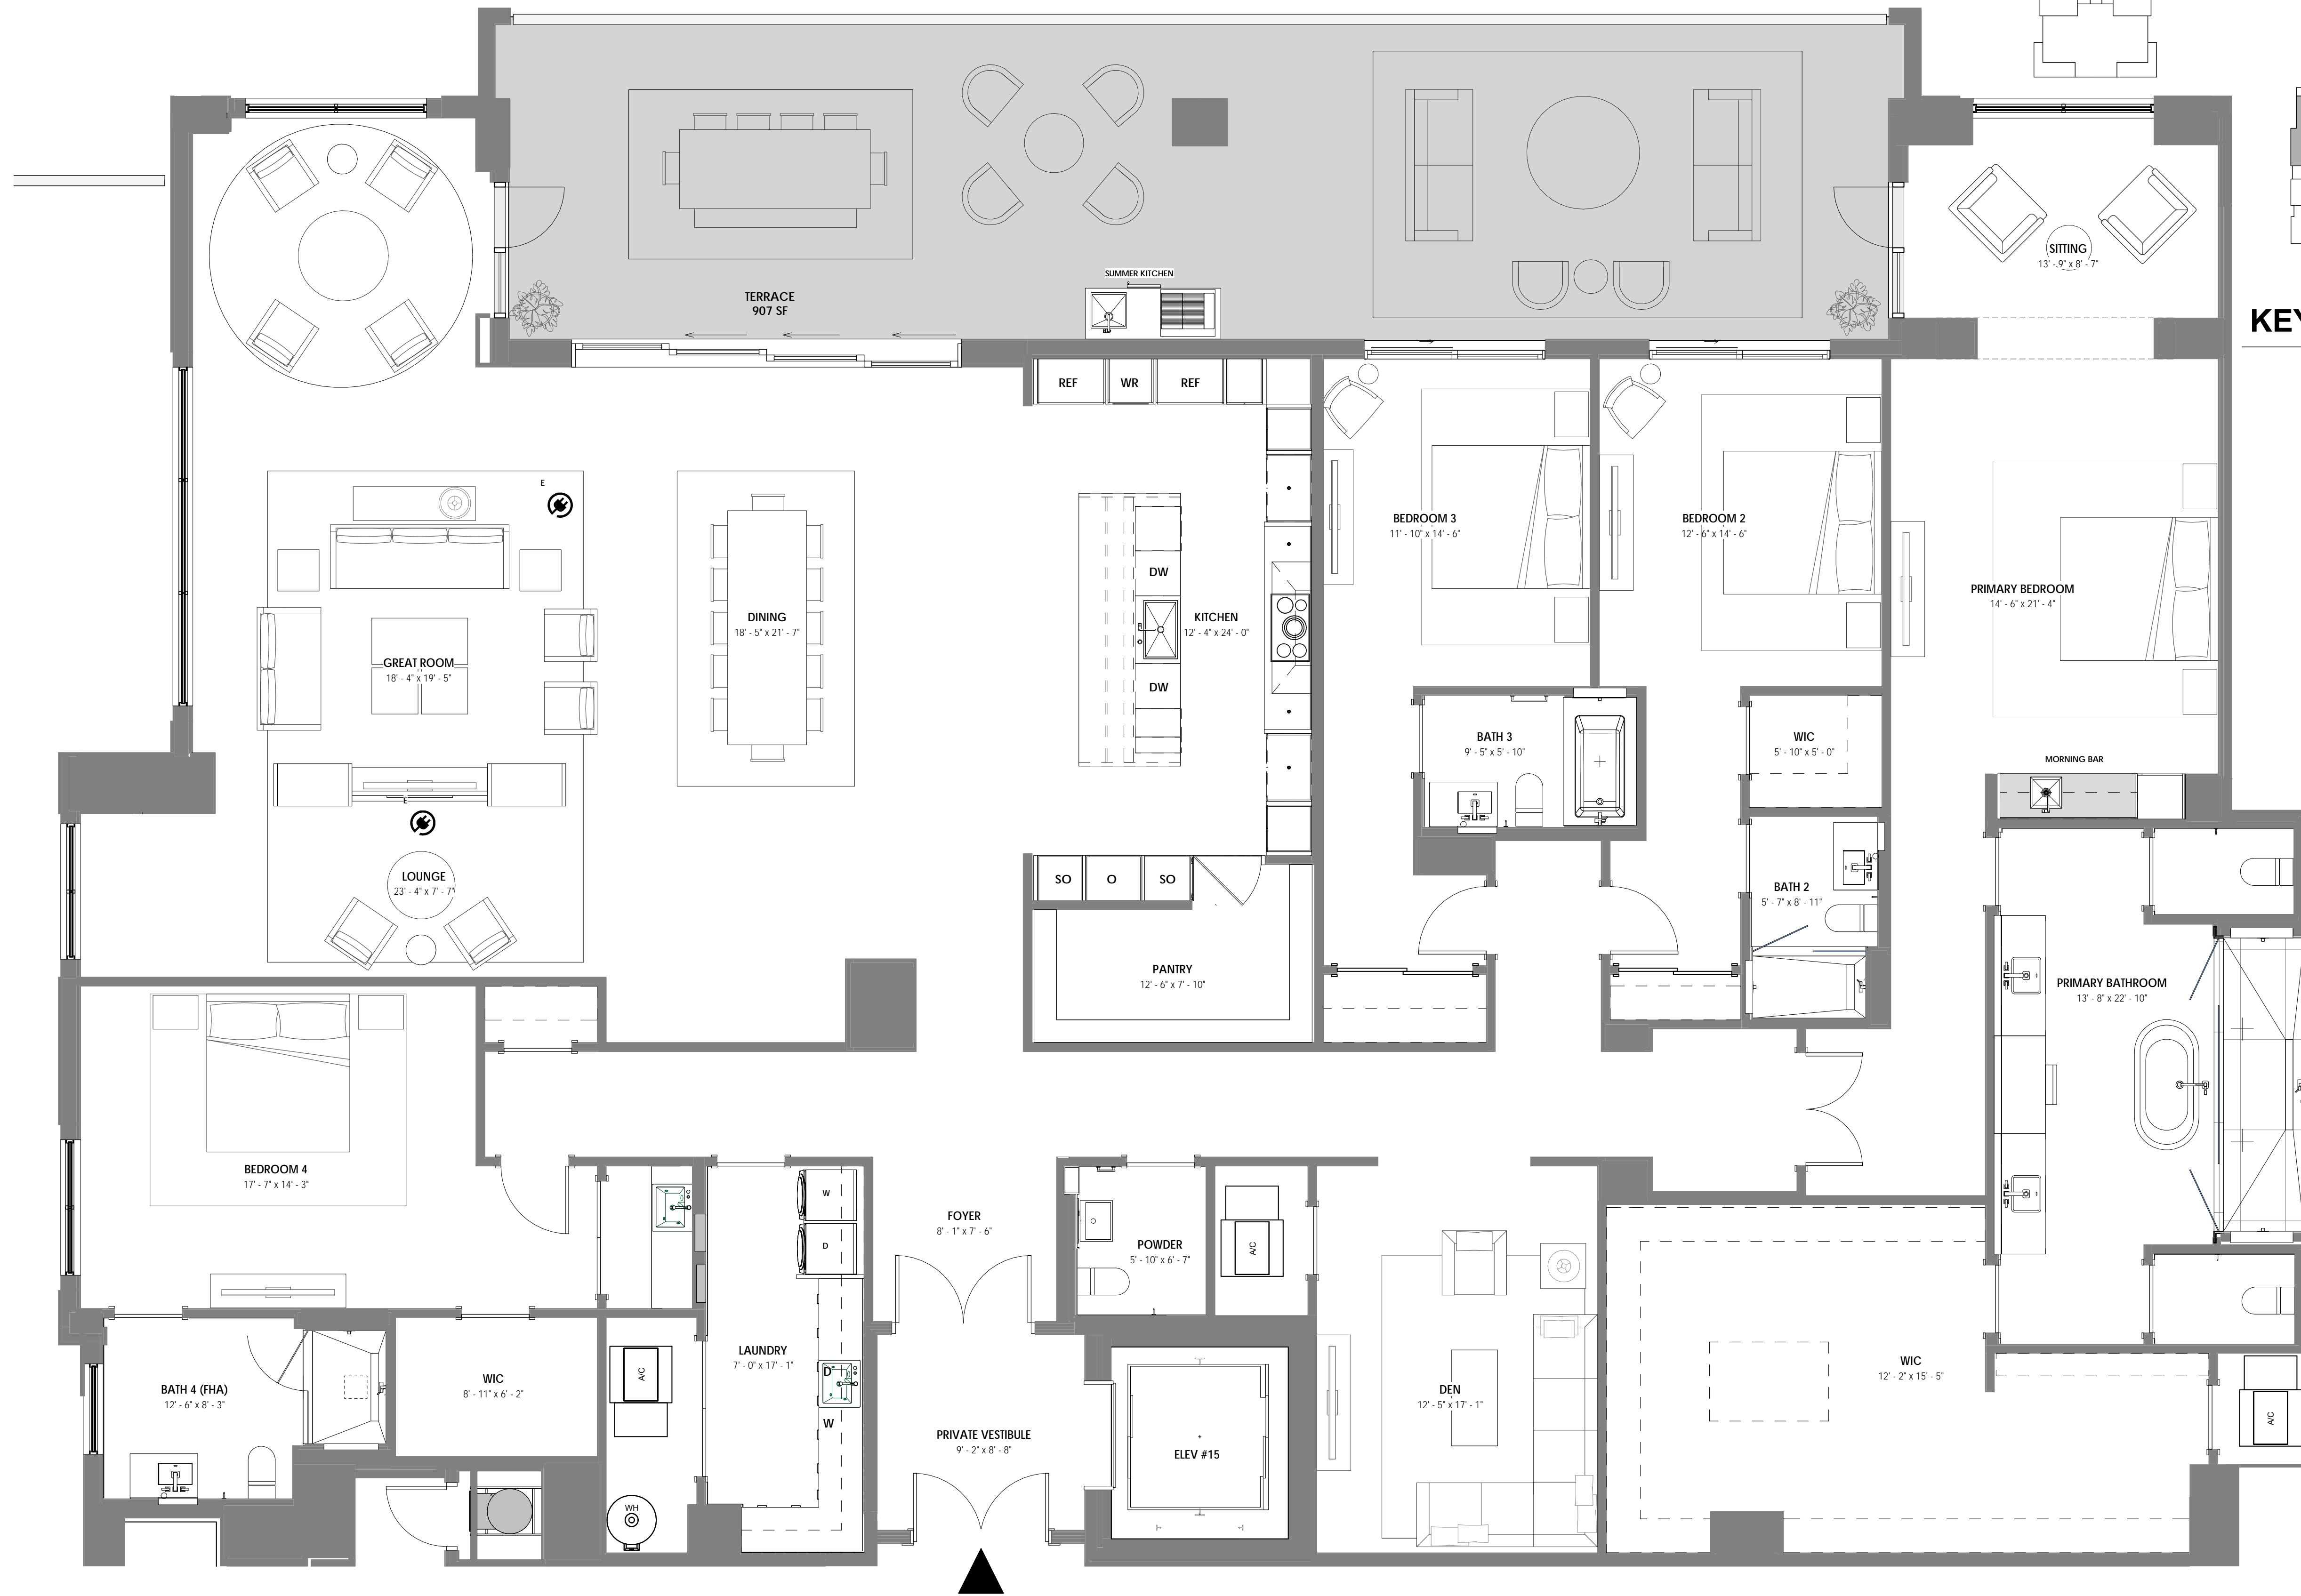 SUMMER KITCHEN
TERRACE
907 SF
SITTING
13' - 9" x 8' - 7"
REF
WR
REF
E
BEDROOM 3
11' - 10" x 14' - 6"
BEDROOM 2
12' - 6" x 14' - 6"
PRIMARY BEDROOM
14' - 6" x 21' - 4"
DW
DINING
18' - 5" x 21' - 7"
KITCHEN
12' - 4" x 24' - 0"
GREAT ROOM
18' - 4" x 19' - 5"
DW
BATH 3
9' - 5" x 5' - 10"
WIC
5' - 10" x 5' - 0"
MORNING BAR
E
LOUNGE
23' - 4" x 7' - 7"
SO
O
SO
BATH 2
5' - 7" x 8' - 11"
PANTRY
12' - 6" x 7' - 10"
PRIMARY BATHROOM
13' - 8" x 22' - 10"
BEDROOM 4
17' - 7" x 14' - 3"
W
D
FOYER
8' - 1" x 7' - 6"
POWDER
5' - 10" x 6' - 7"
A/C
LAUNDRY
7' - 0" x 17' - 1"
D
W
A/C
BATH 4 (FHA)
12' - 6" x 8' - 3"
WIC
8' - 11" x 6' - 2"
WH
PRIVATE VESTIBULE
9' - 2" x 8' - 8"
ELEV #15
DEN
12' - 5" x 17' - 1"
WIC
12' - 2" x 15' - 5"
A/C